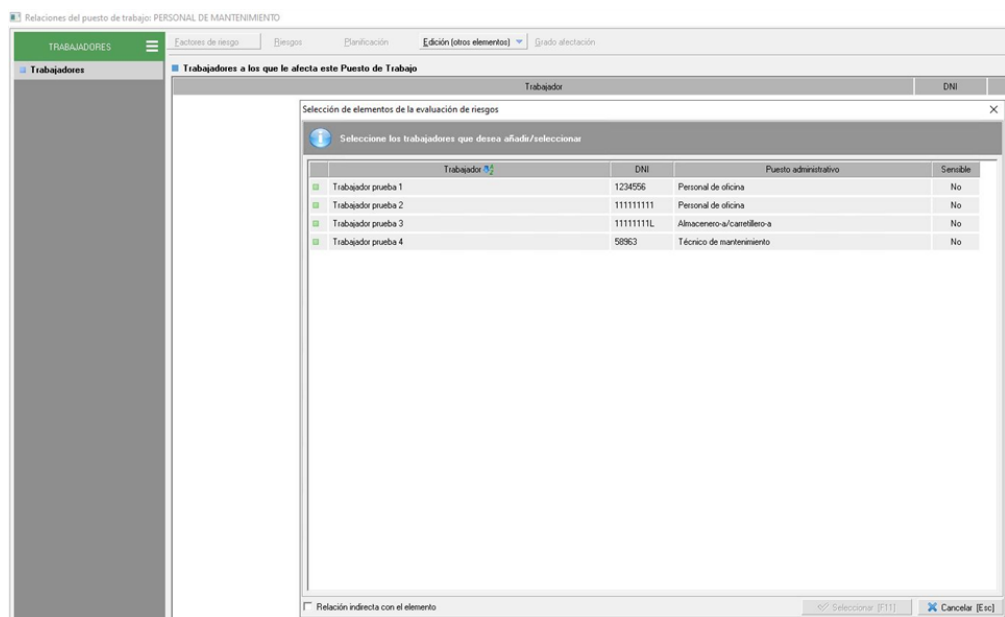 Relaciones del puesto de trabajo: PERSONAL DE MANTENIMIENTO
TRABAJADORES
Factores de riesgo Riesgos Planificación Edición (otros elementos) Grado afectación
Trabajadores
Trabajadores a los que le afecta este Puesto de Trabajo
Trabajador DNI
Selección de elementos de la evaluación de riesgos
Seleccione los trabajadores que desea añadir/seleccionar
Trabajador DNI Puesto administrativo Sensible
Trabajador prueba 1 1234556 Personal de oficina No
Trabajador prueba 2 111111111 Personal de oficina No
Trabajador prueba 3 11111111L Almacenero-a/carretillero-a No
Trabajador prueba 4 58963 Técnico de mantenimiento No
Relación indirecta con el elemento
Seleccionar [F11] Cancelar [Esc]